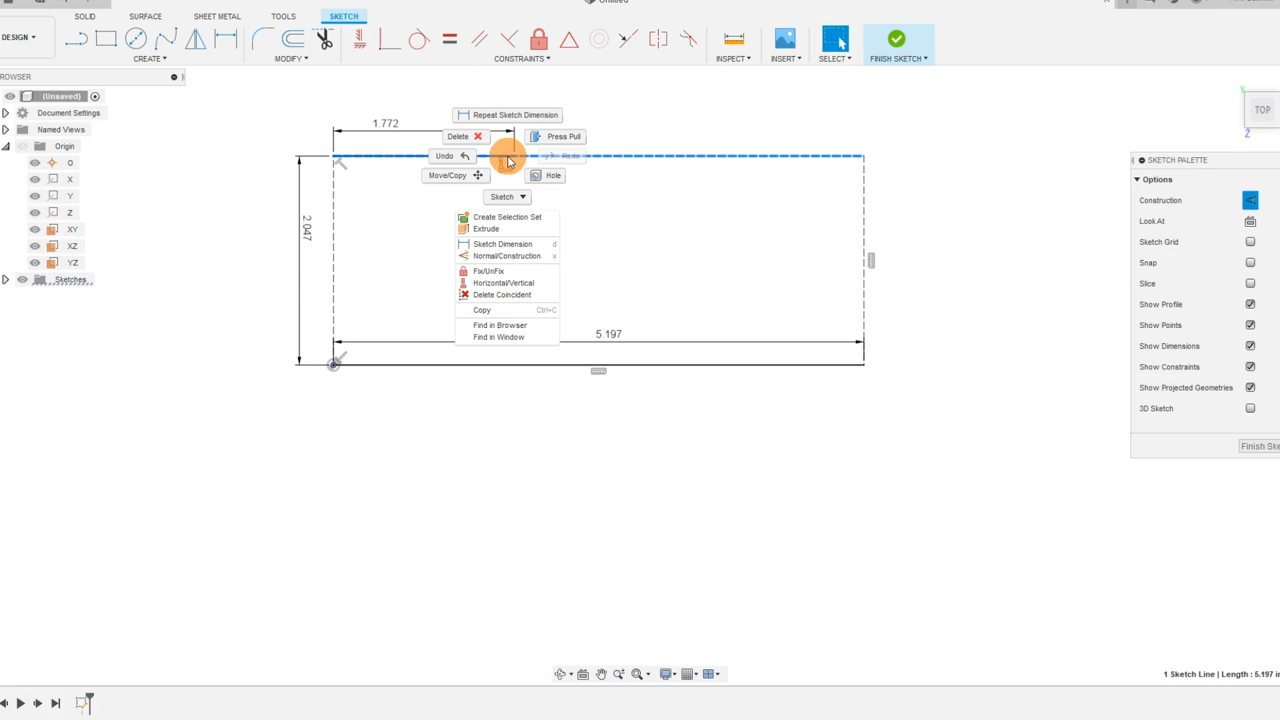 Untitled
SOLID SURFACE SHEET METAL TOOLS SKETCH
DESIGN
CREATE MODIFY CONSTRAINTS INSPECT INSERT SELECT FINISH SKETCH
ROWSER
(Unsaved)
Document Settings
Named Views
Origin
O
X
Y
Z
XY
XZ
YZ
Sketches
1.772
2.047
5.197
Repeat Sketch Dimension
Delete Press Pull
Undo Redo
Move/Copy Hole
Sketch
Create Selection Set
Extrude
Sketch Dimension d
Normal/Construction x
Fix/UnFix
Horizontal/Vertical
Delete Coincident
Copy Ctrl+C
Find in Browser
Find in Window
Y
TOP
Z
SKETCH PALETTE
Options
Construction
Look At
Sketch Grid
Snap
Slice
Show Profile
Show Points
Show Dimensions
Show Constraints
Show Projected Geometries
3D Sketch
Finish Ske
1 Sketch Line | Length : 5.197 in